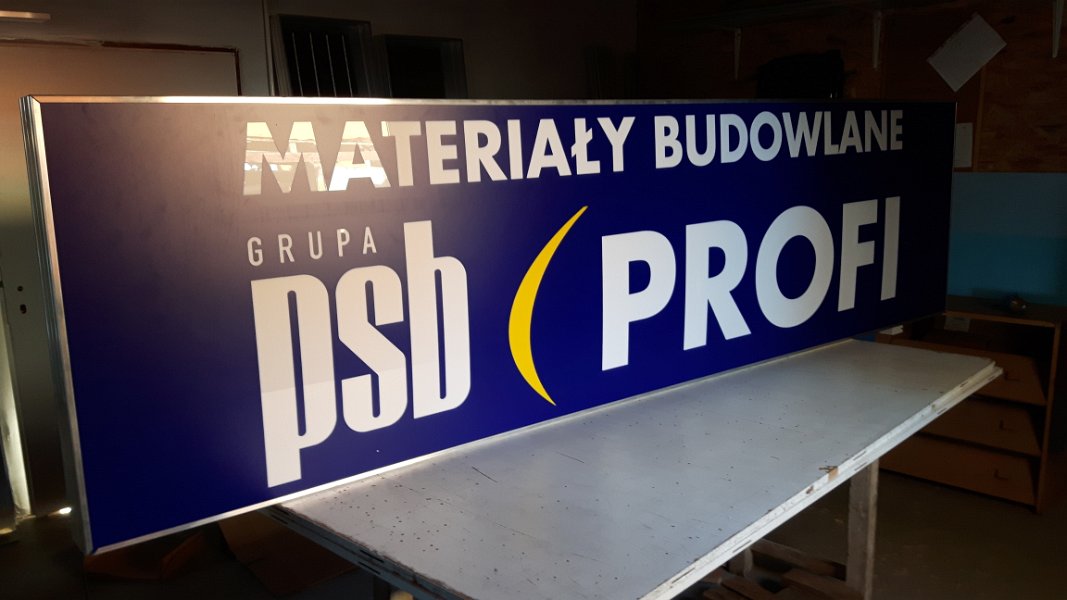 MATERIAŁY BUDOWLANE
GRUPA
psb PROFI